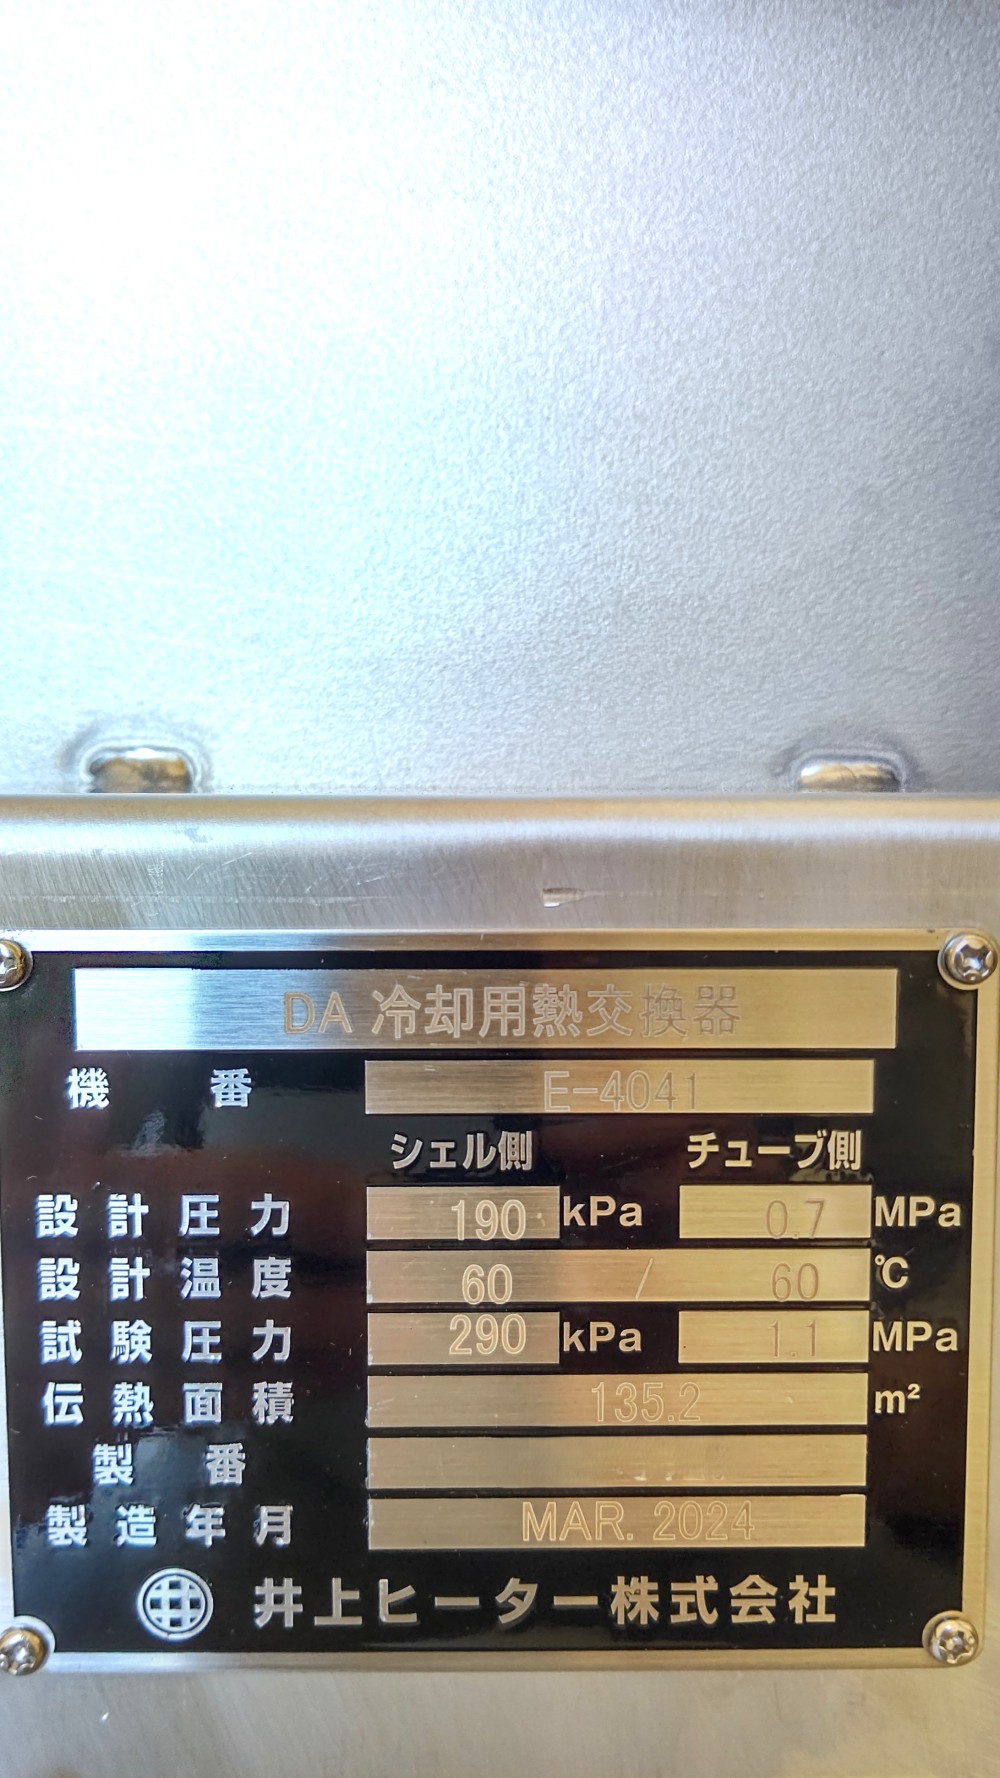 DA 冷却用熱交換器
機番 E-4041
シェル側 チューブ側
設計圧力 190 kPa 0.7 MPa
設計温度 60 / 60 ℃
試験圧力 290 kPa 1.1 MPa
伝熱面積 135.2 m²
製番
製造年月 MAR. 2024
井上ヒーター株式会社